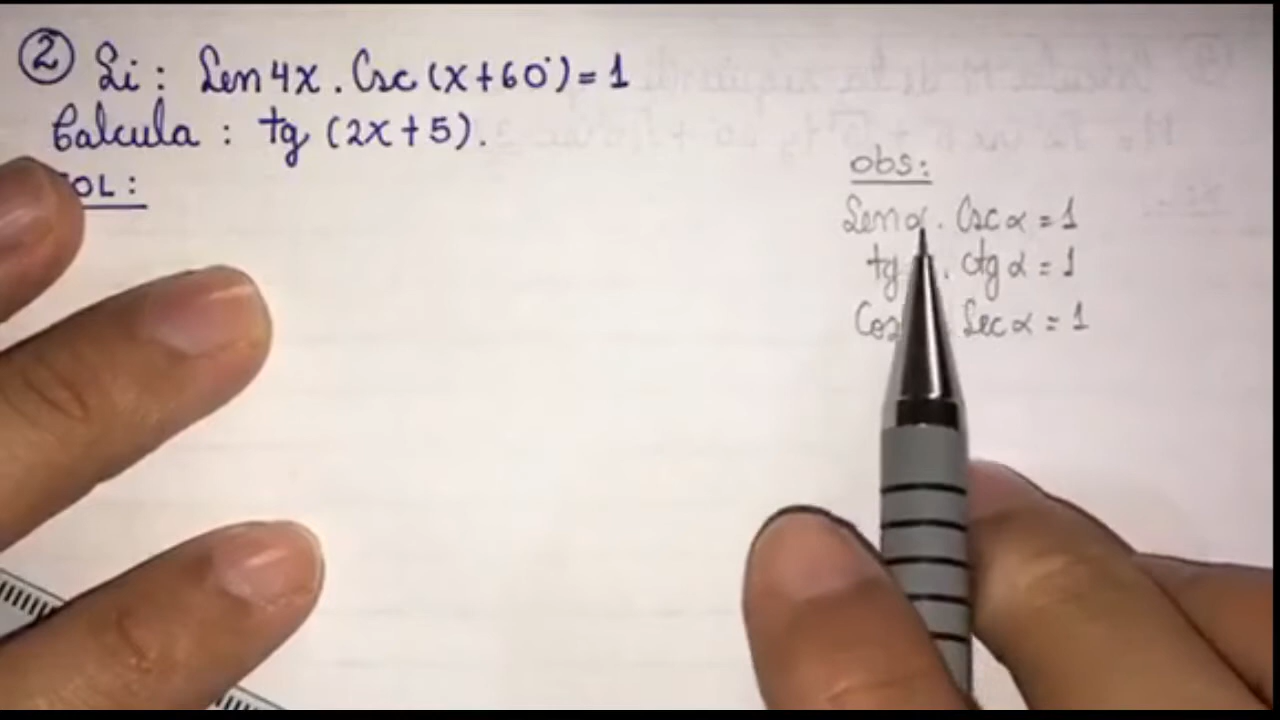 ② Si : Sen 4x . Csc (x+60°) = 1
Calcula : tg (2x+5).
SOL :
obs:
Sen α . Csc α = 1
tg . ctg α = 1
Cos . Sec α = 1